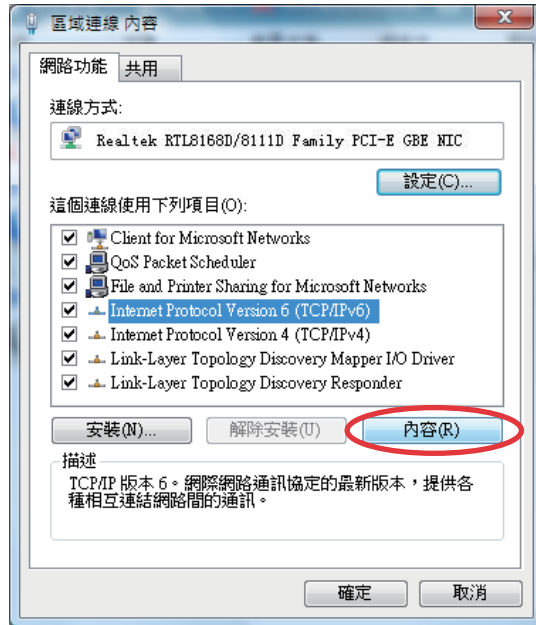 區域連線 內容
網路功能 共用
連線方式:
Realtek RTL8168D/8111D Family PCI-E GBE NIC
設定(C)...
這個連線使用下列項目(O):
Client for Microsoft Networks
QoS Packet Scheduler
File and Printer Sharing for Microsoft Networks
Internet Protocol Version 6 (TCP/IPv6)
Internet Protocol Version 4 (TCP/IPv4)
Link-Layer Topology Discovery Mapper I/O Driver
Link-Layer Topology Discovery Responder
安裝(N)... 解除安裝(U) 內容(R)
描述
TCP/IP 版本 6。網際網路通訊協定的最新版本，提供各
種相互連結網路間的通訊。
確定 取消